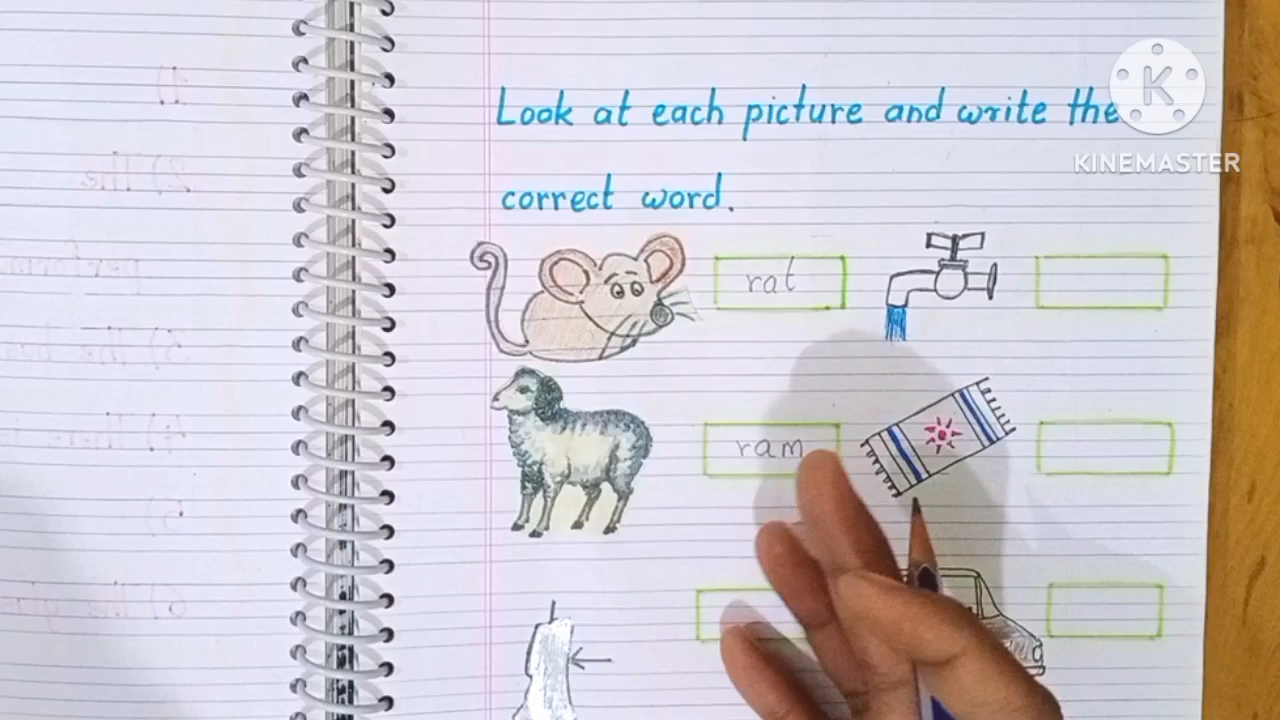 Look at each picture and write the
correct word.
rat
ram
K
KINEMASTER